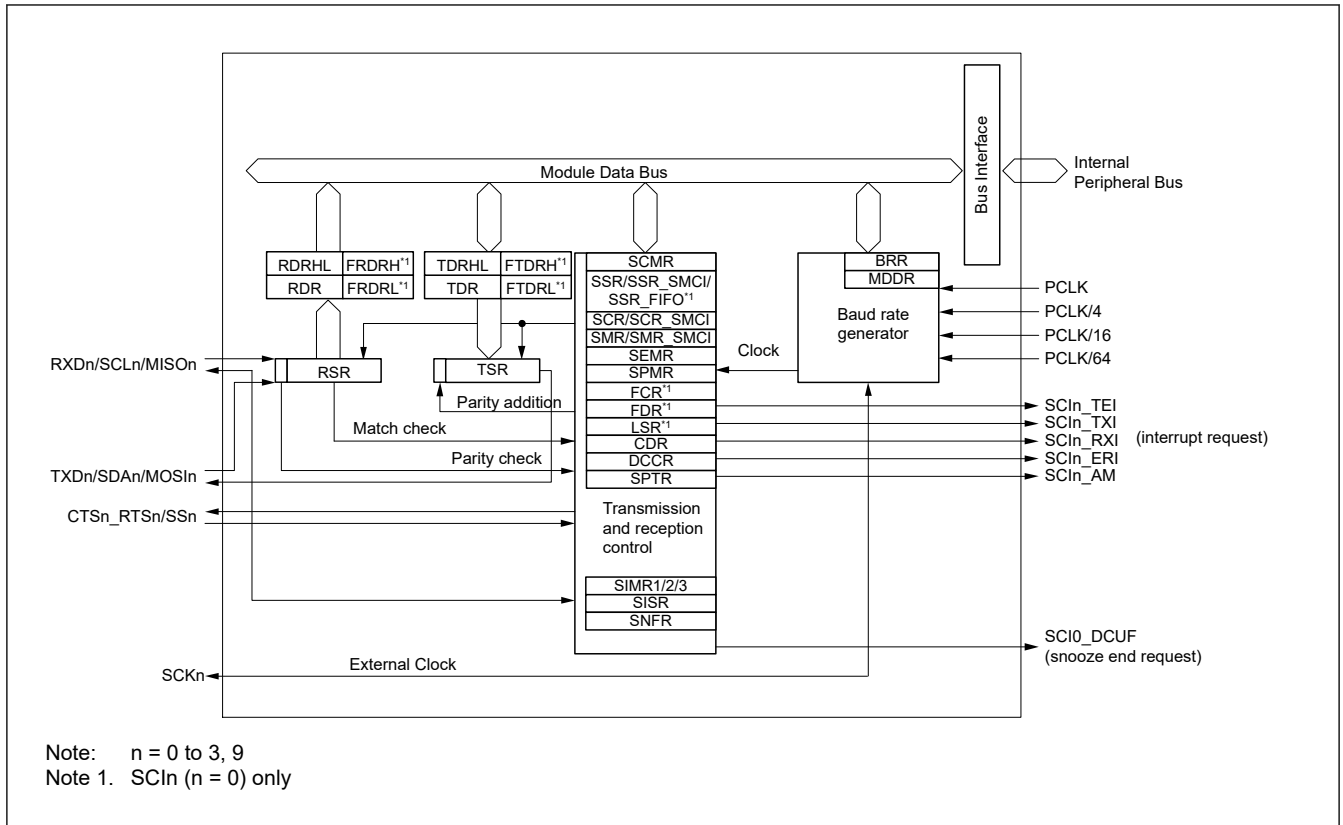 Module Data Bus
Bus Interface
Internal
Peripheral Bus
RDRHL FRDRH*1
RDR FRDRL*1
TDRHL FTDRH*1
TDR FTDRL*1
SCMR
SSR/SSR_SMCI/
SSR_FIFO*1
SCR/SCR_SMCI
SMR/SMR_SMCI
SEMR
SPMR
FCR*1
FDR*1
LSR*1
CDR
DCCR
SPTR
Transmission
and reception
control
SIMR1/2/3
SISR
SNFR
BRR
MDDR
Baud rate
generator
PCLK
PCLK/4
PCLK/16
PCLK/64
Clock
RXDn/SCLn/MISOn
RSR
TSR
Parity addition
Match check
Parity check
TXDn/SDAn/MOSIn
CTSn_RTSn/SSn
SCIn_TEI
SCIn_TXI
SCIn_RXI (interrupt request)
SCIn_ERI
SCIn_AM
SCI0_DCUF
(snooze end request)
External Clock
SCKn
Note: n = 0 to 3, 9
Note 1. SCIn (n = 0) only